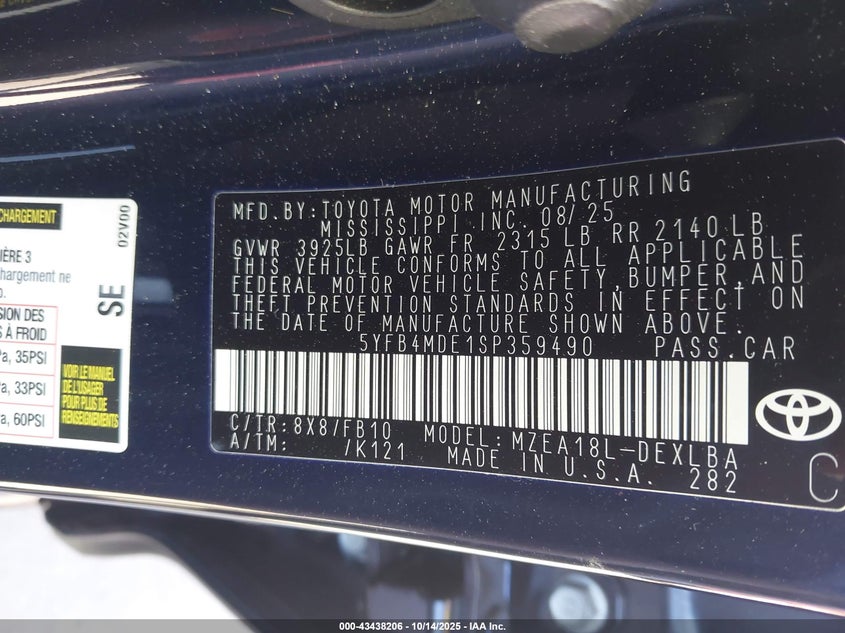 CHARGEMENT
02V00
IÈRE 3
chargement ne
SION DES
S À FROID
a, 35PSI
a, 33PSI
a, 60PSI
SE
VOIR LE MANUEL
DE L'USAGER
POUR PLUS DE
RENSEIGNEMENTS
MFD.BY:TOYOTA MOTOR MANUFACTURING
MISSISSIPPI INC. 08/25
GVWR 3925LB GAWR FR 2315 LB RR 2140LB
THIS VEHICLE CONFORMS TO ALL APPLICABLE
FEDERAL MOTOR VEHICLE SAFETY,BUMPER,AND
THEFT PREVENTION STANDARDS IN EFFECT ON
THE DATE OF MANUFACTURE SHOWN ABOVE.
5YFB4MDE1SP359490 PASS.CAR
C/TR:8X8/FB10 MODEL:MZEA18L-DEXLBA
A/TM: /K121 MADE IN U.S.A. 282
C
000-43438206 - 10/14/2025 - IAA Inc.